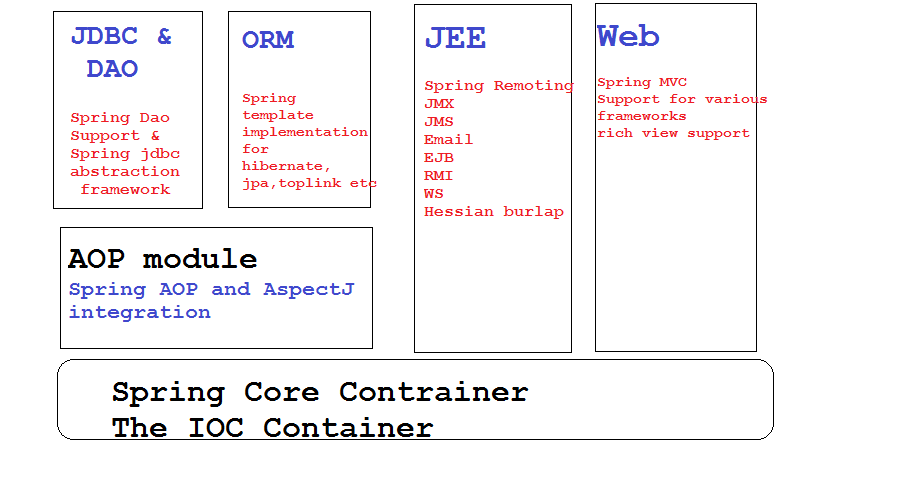 JDBC &
DAO
Spring Dao
Support &
Spring jdbc
abstraction
framework
ORM
Spring
template
implementation
for
hibernate,
jpa,toplink etc
JEE
Spring Remoting
JMX
JMS
Email
EJB
RMI
WS
Hessian burlap
Web
Spring MVC
Support for various
frameworks
rich view support
AOP module
Spring AOP and AspectJ
integration
Spring Core Contrainer
The IOC Container